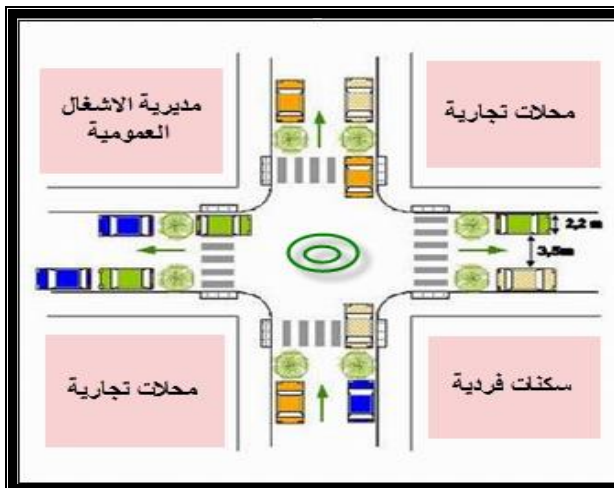 مديرية الاشغال
العمومية
محلات تجارية
2,2 m
3,5m
محلات تجارية
سكنات فردية